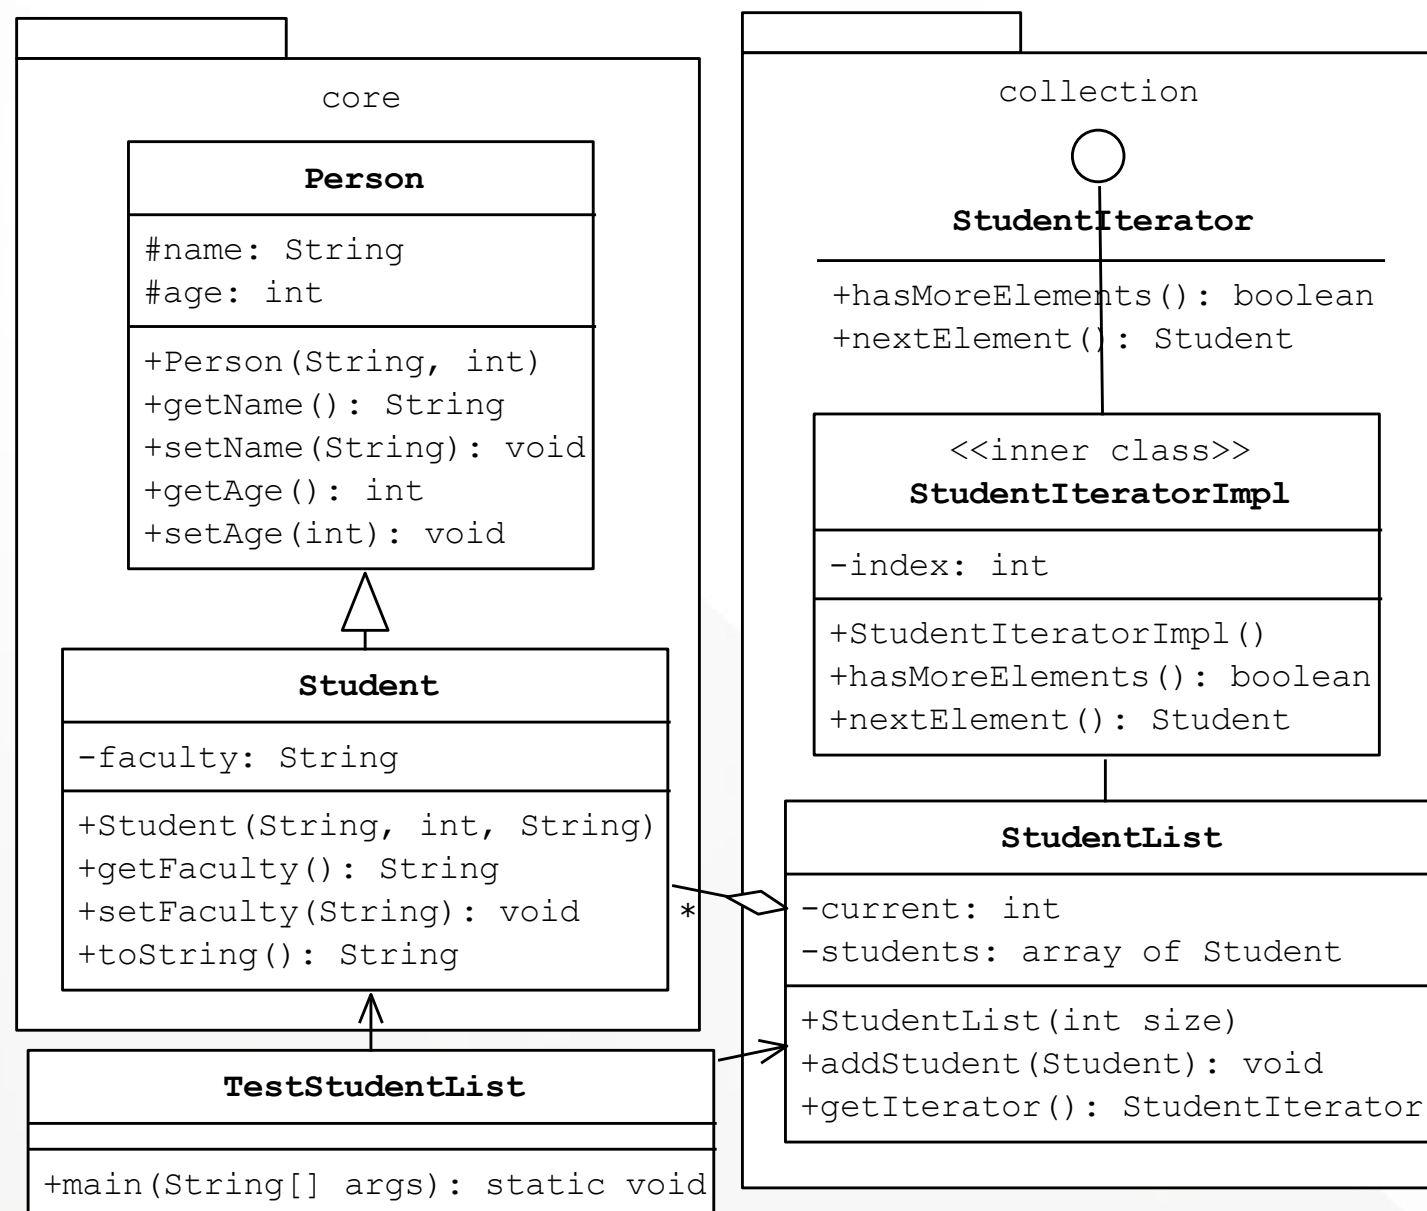 core
Person
#name: String
#age: int
+Person(String, int)
+getName(): String
+setName(String): void
+getAge(): int
+setAge(int): void
Student
-faculty: String
+Student(String, int, String)
+getFaculty(): String
+setFaculty(String): void
+toString(): String
*
TestStudentList
+main(String[] args): static void
collection
StudentIterator
+hasMoreElements(): boolean
+nextElement(): Student
<<inner class>>
StudentIteratorImpl
-index: int
+StudentIteratorImpl()
+hasMoreElements(): boolean
+nextElement(): Student
StudentList
-current: int
-students: array of Student
+StudentList(int size)
+addStudent(Student): void
+getIterator(): StudentIterator